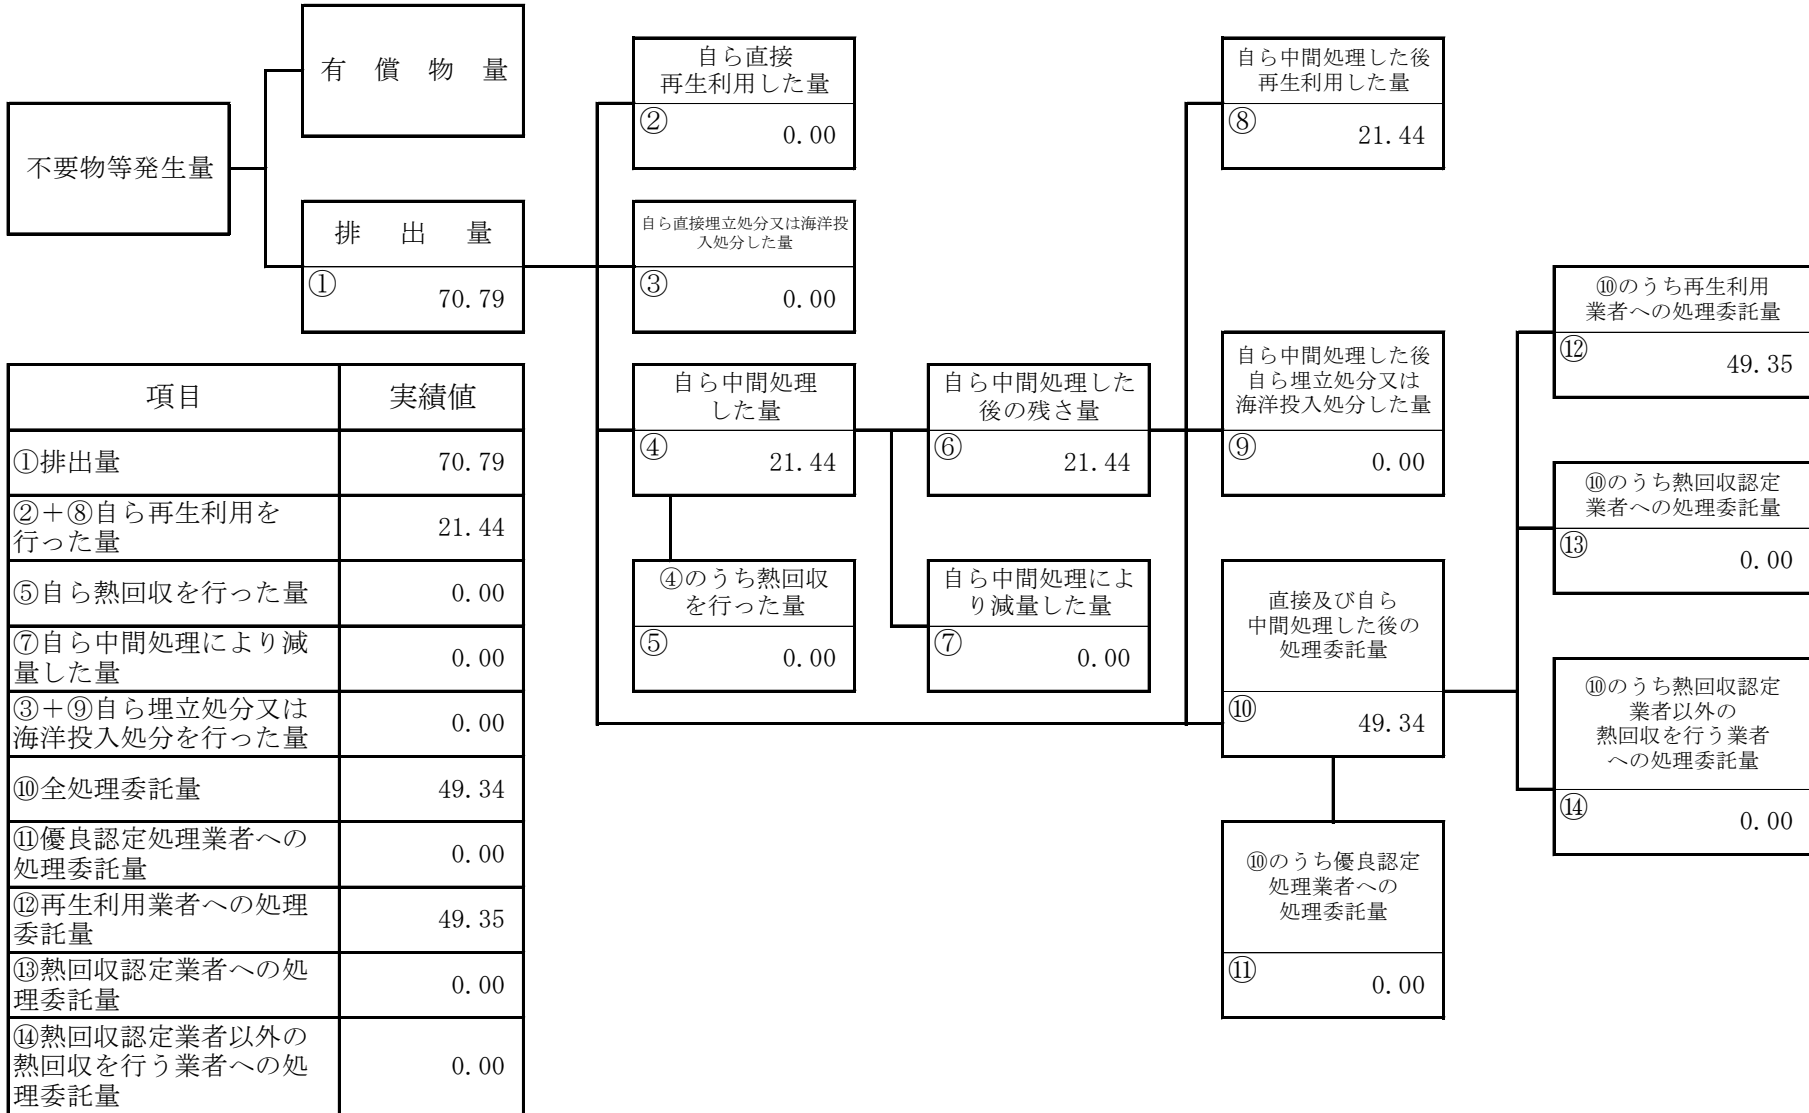 有 償 物 量
不要物等発生量
排 出 量
① 70.79
自ら直接
再生利用した量
② 0.00
自ら直接埋立処分又は海洋投
入処分した量
③ 0.00
自ら中間処理
した量
④ 21.44
④のうち熱回収
を行った量
⑤ 0.00
自ら中間処理した
後の残さ量
⑥ 21.44
自ら中間処理によ
り減量した量
⑦ 0.00
自ら中間処理した後
再生利用した量
⑧ 21.44
自ら中間処理した後
自ら埋立処分又は
海洋投入処分した量
⑨ 0.00
直接及び自ら
中間処理した後の
処理委託量
⑩ 49.34
⑩のうち優良認定
処理業者への
処理委託量
⑪ 0.00
⑩のうち再生利用
業者への処理委託量
⑫ 49.35
⑩のうち熱回収認定
業者への処理委託量
⑬ 0.00
⑩のうち熱回収認定
業者以外の
熱回収を行う業者
への処理委託量
⑭ 0.00
項目 実績値
①排出量 70.79
②+⑧自ら再生利用を
行った量 21.44
⑤自ら熱回収を行った量 0.00
⑦自ら中間処理により減
量した量 0.00
③+⑨自ら埋立処分又は
海洋投入処分を行った量 0.00
⑩全処理委託量 49.34
⑪優良認定処理業者への
処理委託量 0.00
⑫再生利用業者への処理
委託量 49.35
⑬熱回収認定業者への処
理委託量 0.00
⑭熱回収認定業者以外の
熱回収を行う業者への処
理委託量 0.00